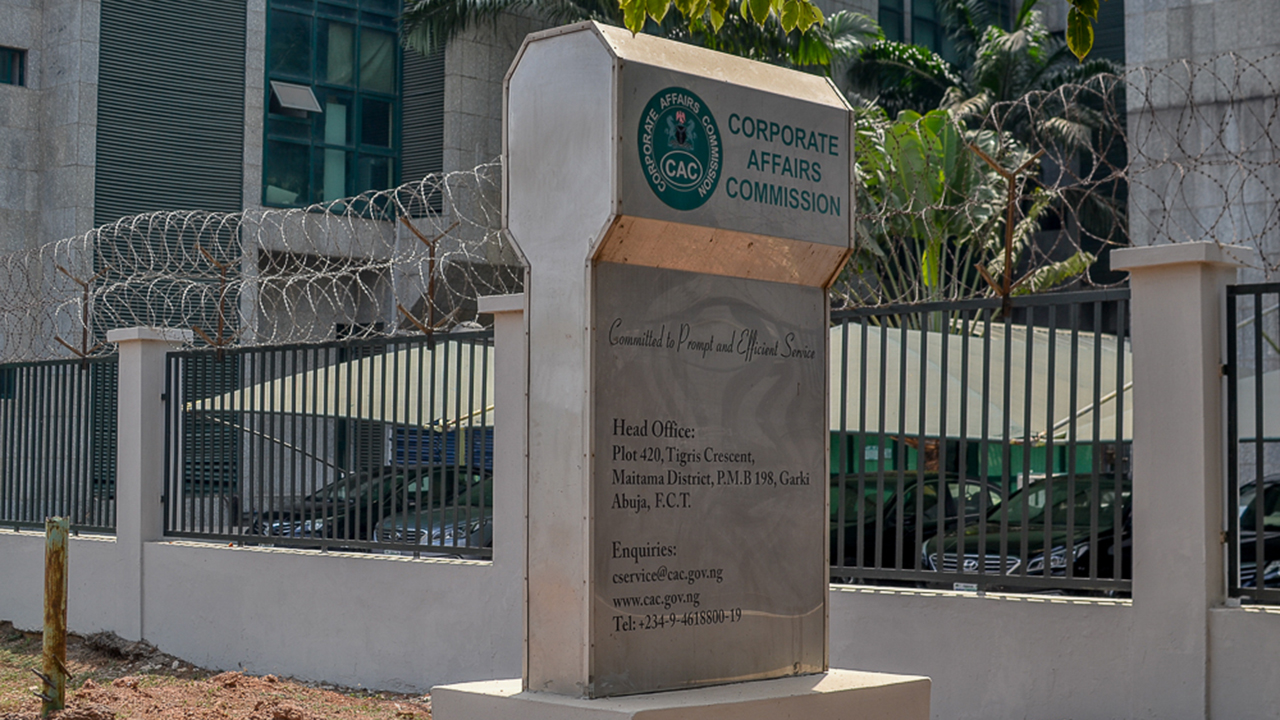 CORPORATE AFFAIRS COMMISSION
CAC
CORPORATE
AFFAIRS
COMMISSION
Committed to Prompt and Efficient Service
Head Office:
Plot 420, Tigris Crescent,
Maitama District, P.M.B 198, Garki
Abuja, F.C.T.
Enquiries:
cservice@cac.gov.ng
www.cac.gov.ng
Tel: +234-9-4618800-19